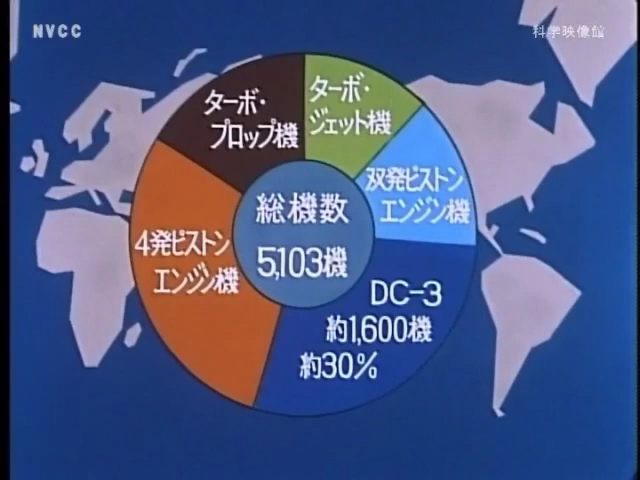 NVCC
科学映像館
ターボ・
プロップ機
ターボ・
ジェット機
双発ピストン
エンジン機
4発ピストン
エンジン機
総機数
5,103機
DC-3
約1,600機
約30%